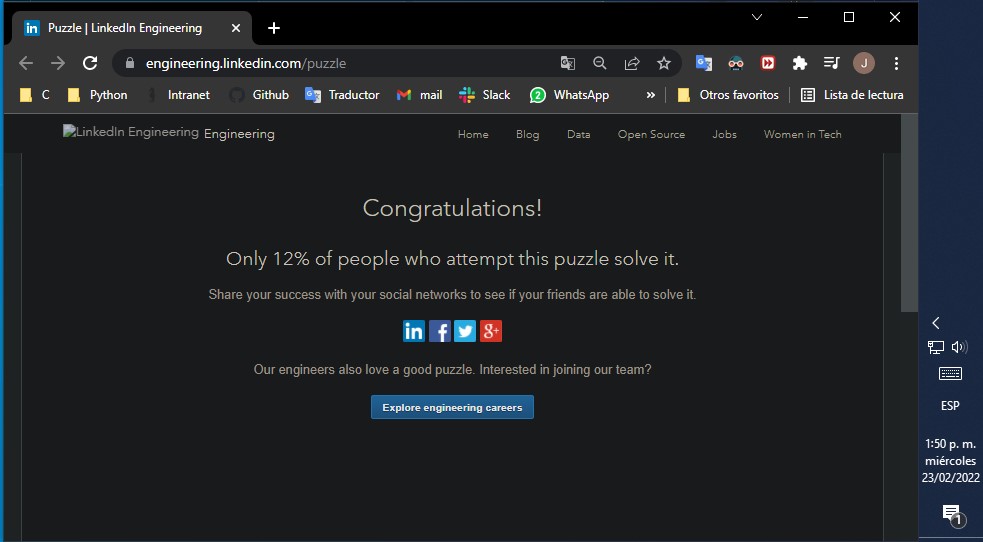 Puzzle | LinkedIn Engineering
engineering.linkedin.com/puzzle
J
C Python Intranet Github Traductor mail Slack 2 WhatsApp » Otros favoritos Lista de lectura
LinkedIn Engineering Engineering Home Blog Data Open Source Jobs Women in Tech
Congratulations!
Only 12% of people who attempt this puzzle solve it.
Share your success with your social networks to see if your friends are able to solve it.
in f g+
Our engineers also love a good puzzle. Interested in joining our team?
Explore engineering careers
ESP
1:50 p. m.
miércoles
23/02/2022
1